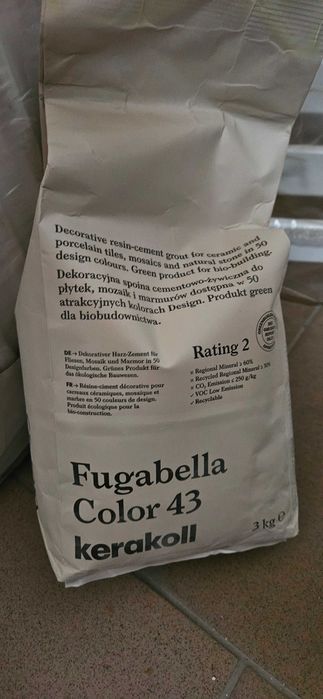 Decorative resin-cement grout for ceramic and
porcelain tiles, mosaics and natural stone in 50
design colours. Green product for bio-building.
Dekoracyjna spoina cementowo-żywiczna do
płytek, mozaik i marmurów dostępna w 50
atrakcyjnych kolorach Design. Produkt green
dla biobudownictwa.
DE → Dekorativer Harz-Zement für
Fliesen, Mosaik und Marmor in 50
Designfarben. Grünes Produkt für
das ökologische Bauwesen.
FR → Résine-ciment décorative pour
carreaux céramiques, mosaïque et
marbre en 50 couleurs de design.
Produit écologique pour la
bio-construction.
Rating 2
× Regional Mineral ≥ 60%
× Recycled Regional Mineral ≥ 30%
× CO₂ Emission ≤ 250 g/kg
✓ VOC Low Emission
✓ Recyclable
Fugabella
Color 43
kerakoll
3 kg ℮